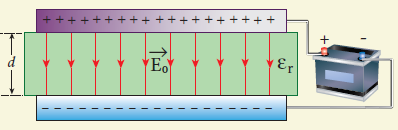 + + + + + + + + + + + + + + + + + + + +
+ -
d
E₀
εr
- - - - - - - - - - - - - - - - - -